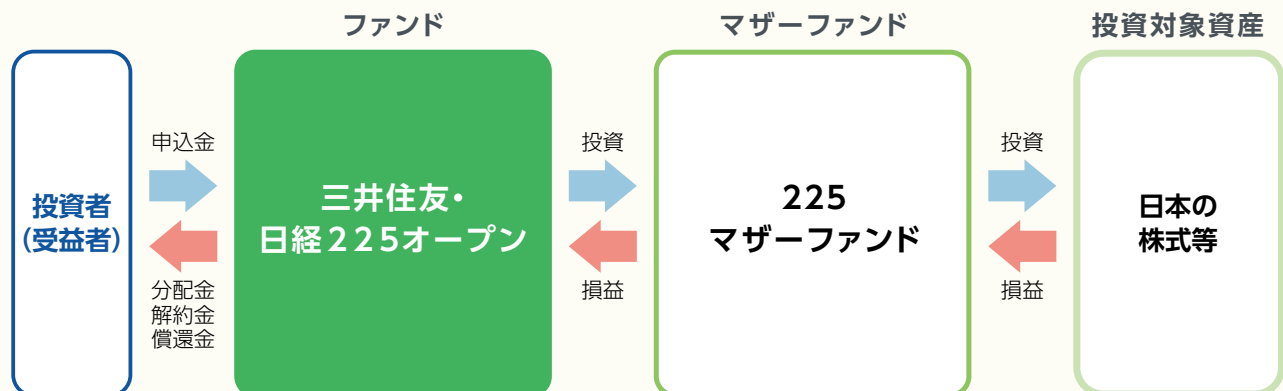 ファンド
マザーファンド
投資対象資産
投資者
(受益者)
申込金
分配金
解約金
償還金
三井住友・
日経225オープン
投資
損益
225
マザーファンド
投資
損益
日本の
株式等